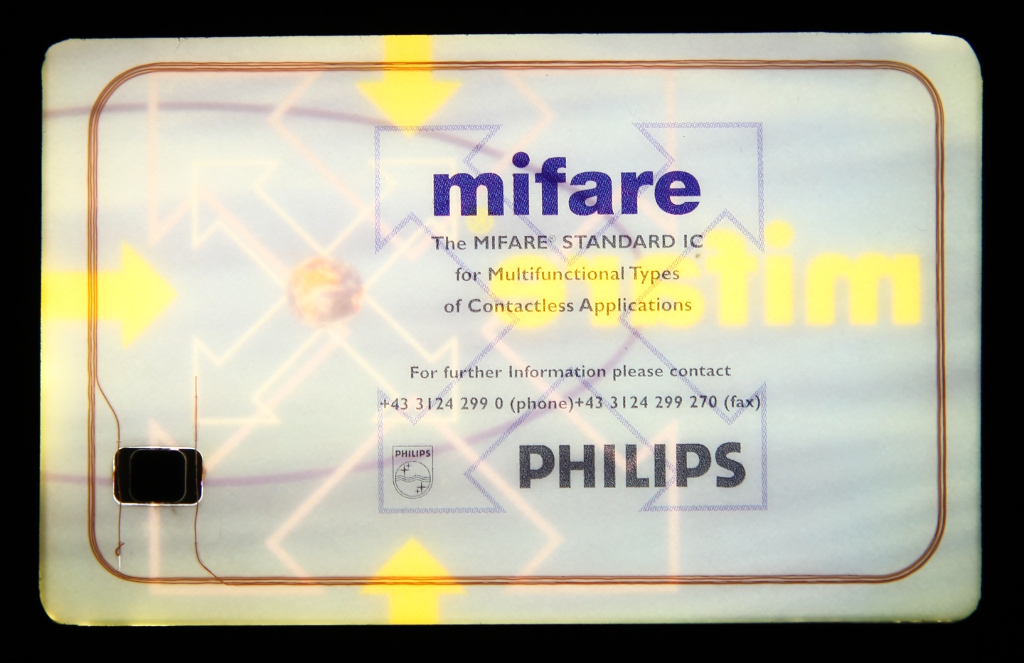 mifare
The MIFARE® STANDARD IC
for Multifunctional Types
of Contactless Applications
mifare
For further Information please contact
+43 3124 299 0 (phone)+43 3124 299 270 (fax)
PHILIPS
PHILIPS